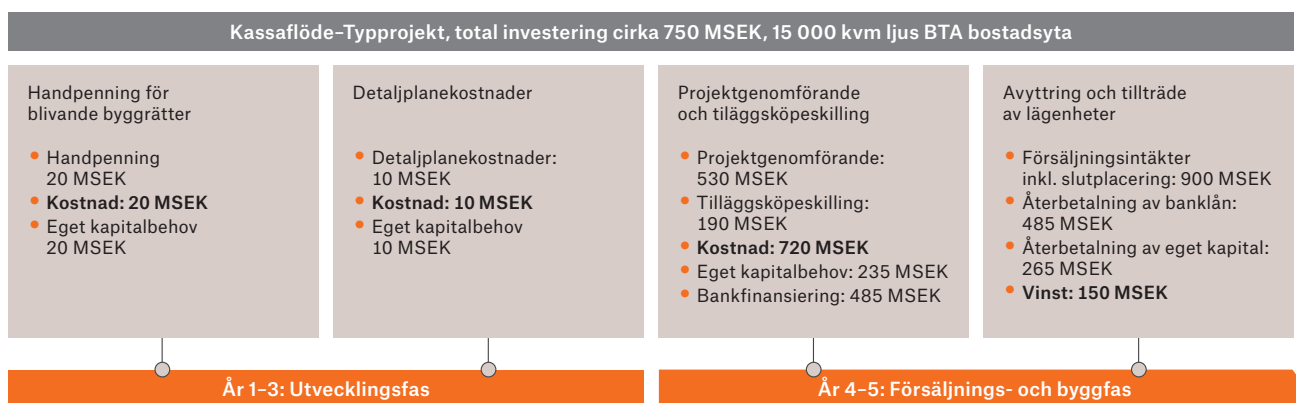 Kassaflöde–Typprojekt, total investering cirka 750 MSEK, 15 000 kvm ljus BTA bostadsyta
Handpenning för
blivande byggrätter
• Handpenning
20 MSEK
• Kostnad: 20 MSEK
• Eget kapitalbehov
20 MSEK
Detaljplanekostnader
• Detaljplanekostnader:
10 MSEK
• Kostnad: 10 MSEK
• Eget kapitalbehov
10 MSEK
Projektgenomförande
och tiläggsköpeskilling
• Projektgenomförande:
530 MSEK
• Tilläggsköpeskilling:
190 MSEK
• Kostnad: 720 MSEK
• Eget kapitalbehov: 235 MSEK
• Bankfinansiering: 485 MSEK
Avyttring och tillträde
av lägenheter
• Försäljningsintäkter
inkl. slutplacering: 900 MSEK
• Återbetalning av banklån:
485 MSEK
• Återbetalning av eget kapital:
265 MSEK
• Vinst: 150 MSEK
År 1–3: Utvecklingsfas
År 4–5: Försäljnings- och byggfas